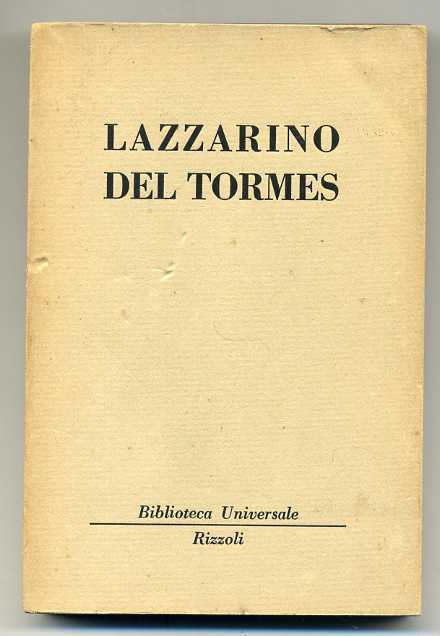 LAZZARINO
DEL TORMES
Biblioteca Universale
Rizzoli